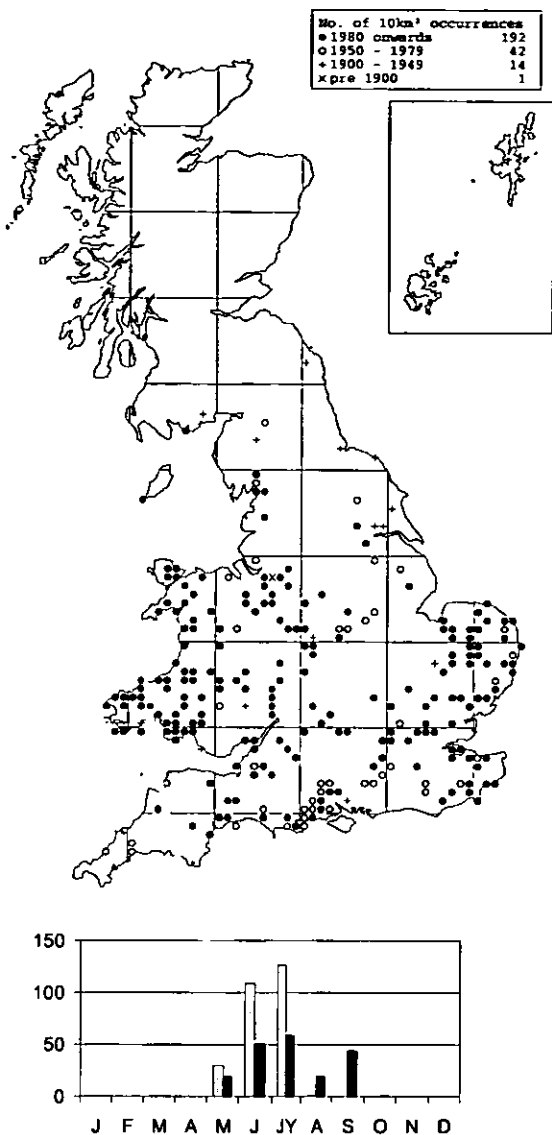 No. of 10km² occurrences
● 1980 onwards 192
○ 1950 - 1979 42
+ 1900 - 1949 14
× pre 1900 1
150
100
50
0
J F M A M J JY A S O N D